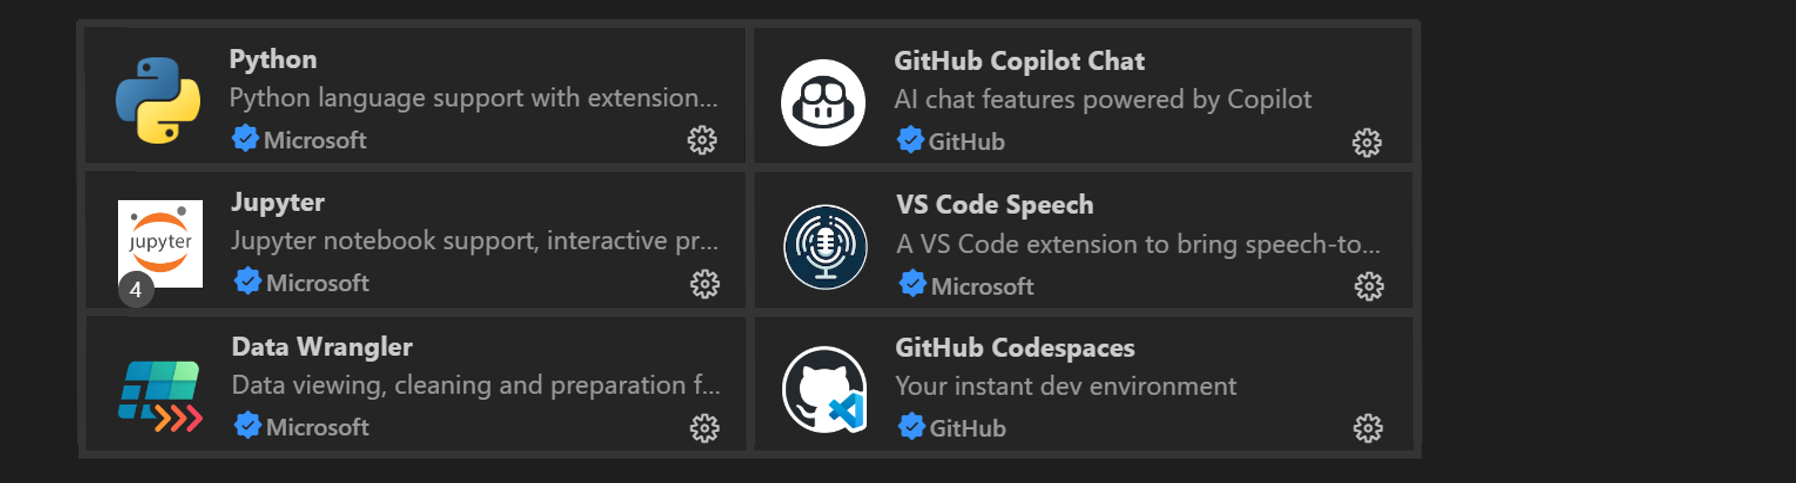 Python
Python language support with extension...
Microsoft
GitHub Copilot Chat
AI chat features powered by Copilot
GitHub
Jupyter
Jupyter notebook support, interactive pr...
Microsoft
jupyter
4
VS Code Speech
A VS Code extension to bring speech-to...
Microsoft
Data Wrangler
Data viewing, cleaning and preparation f...
Microsoft
GitHub Codespaces
Your instant dev environment
GitHub